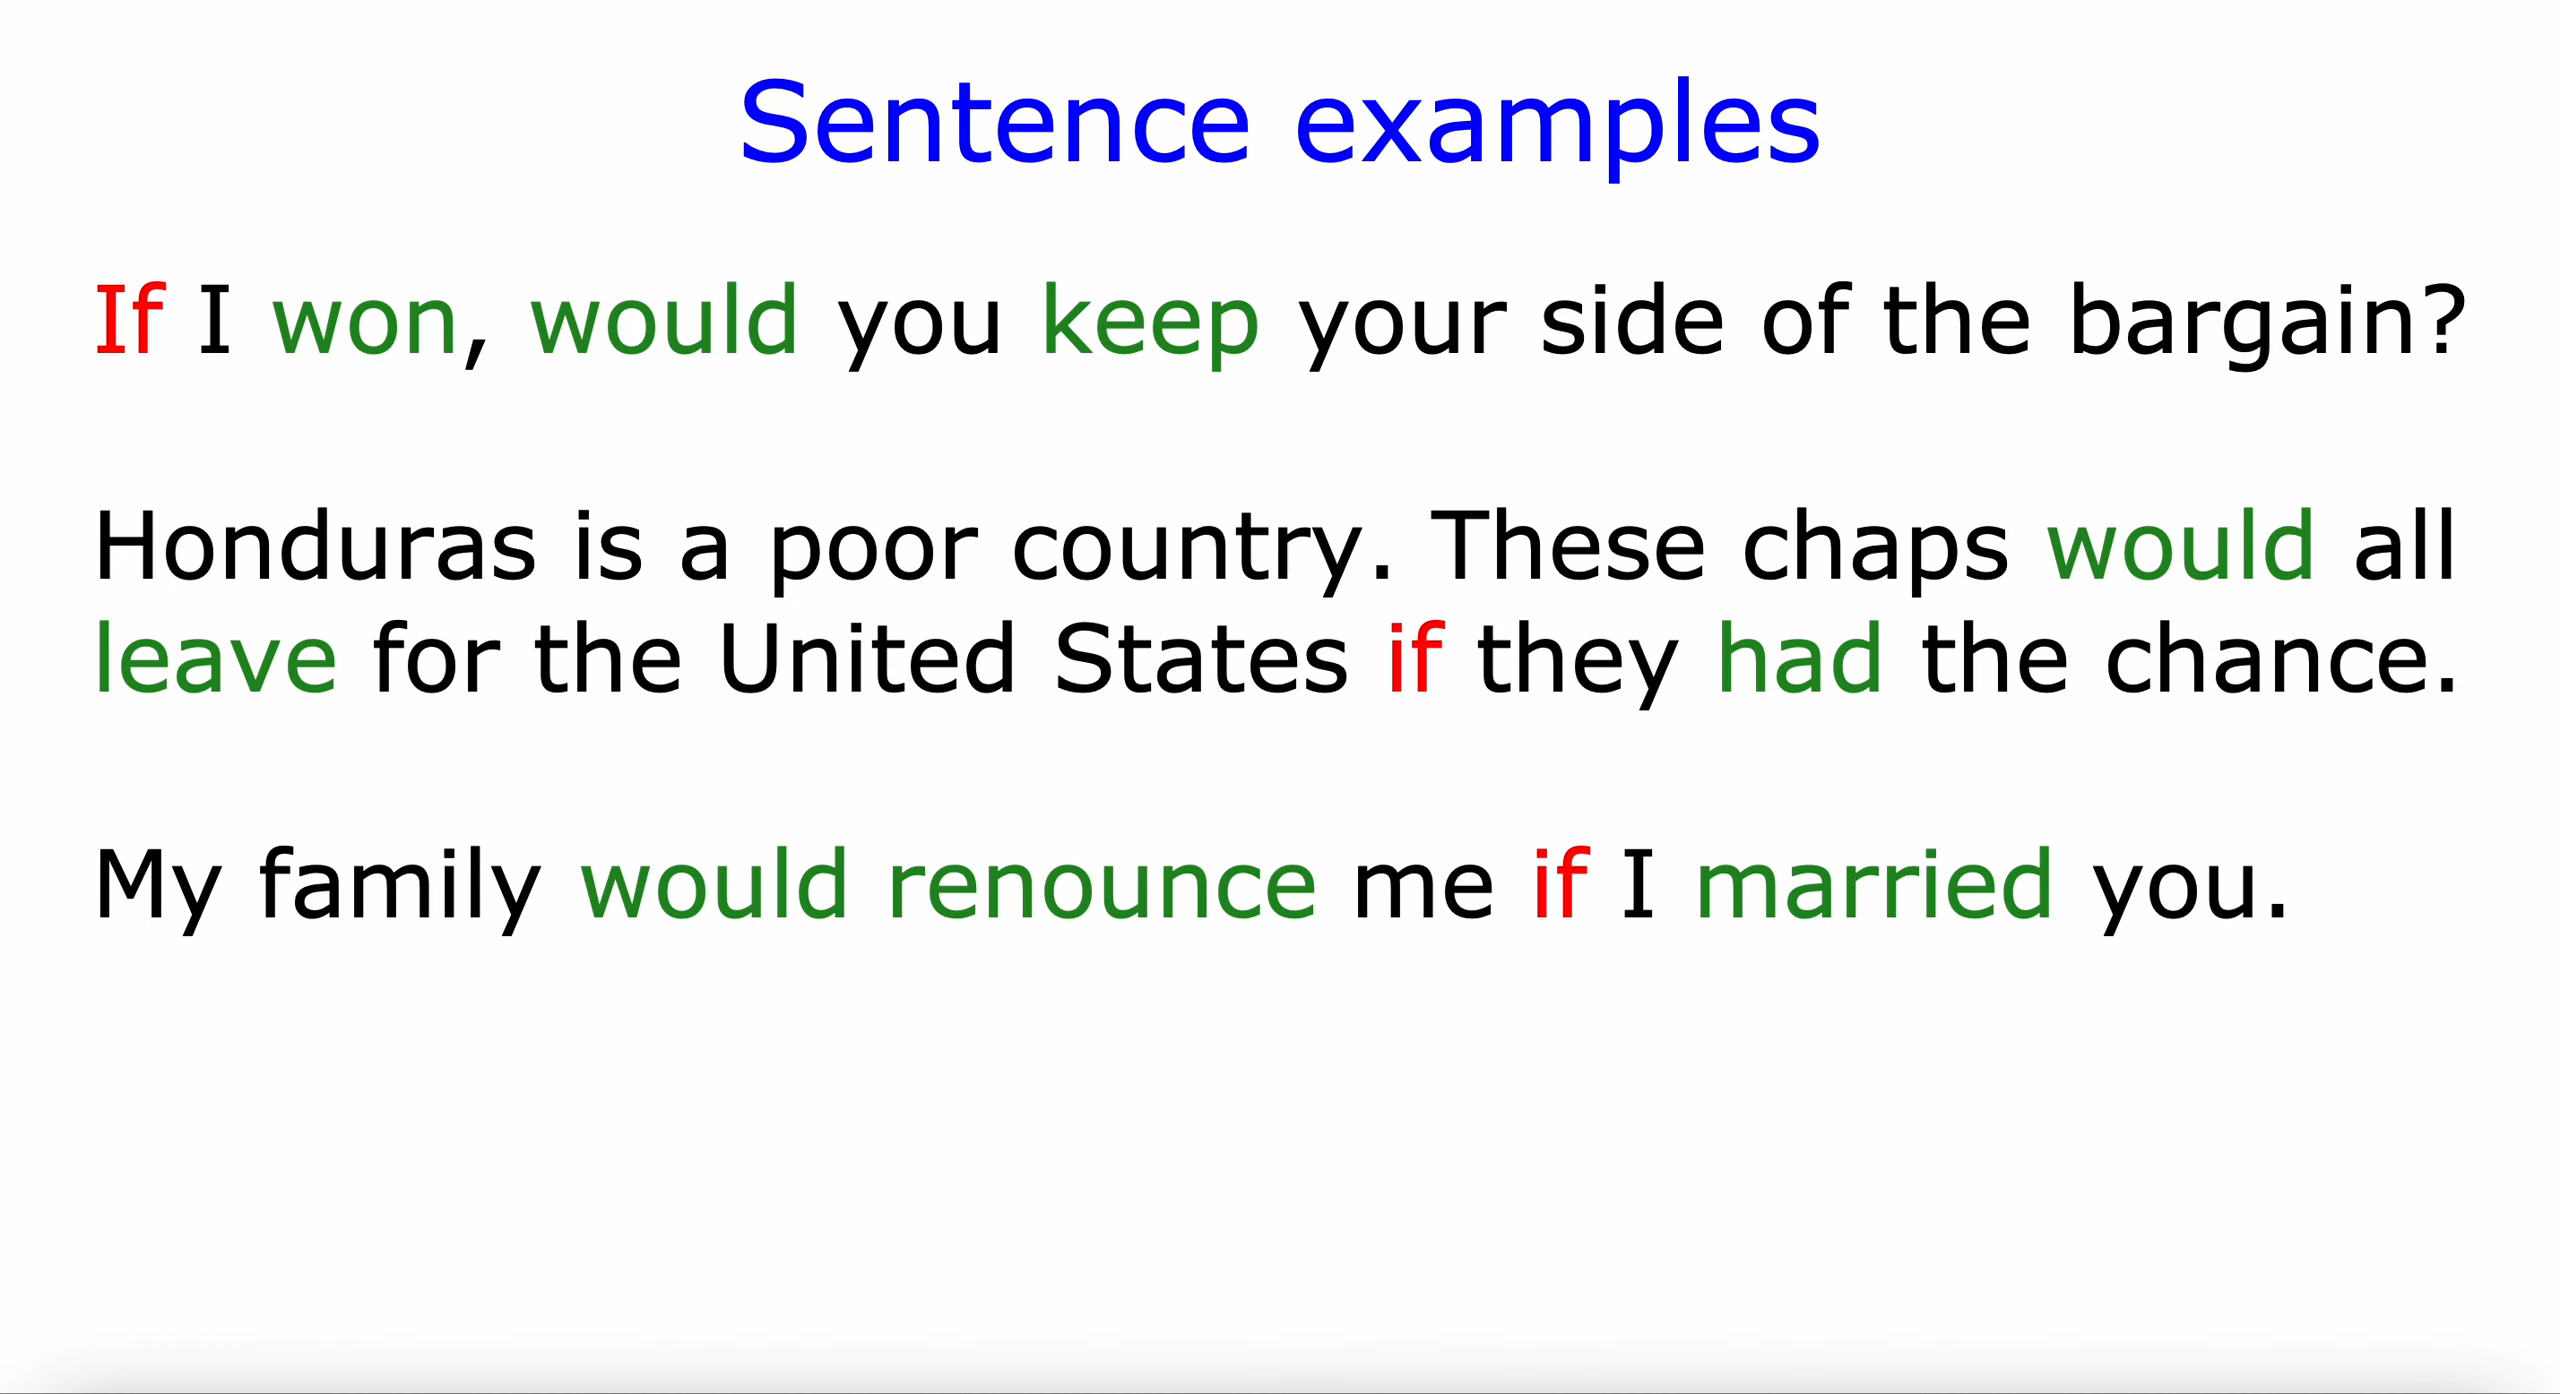 Sentence examples
If I won, would you keep your side of the bargain?
Honduras is a poor country. These chaps would all
leave for the United States if they had the chance.
My family would renounce me if I married you.